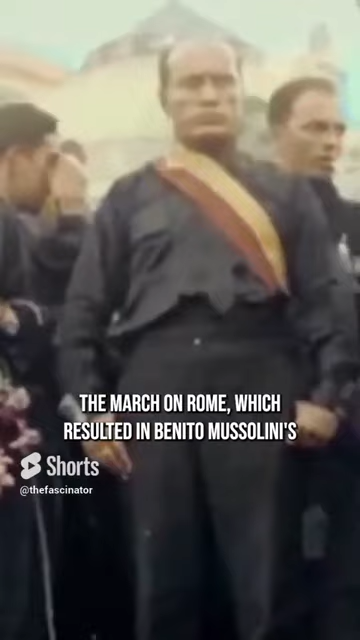 THE MARCH ON ROME, WHICH
RESULTED IN BENITO MUSSOLINI'S
Shorts
@thefascinator